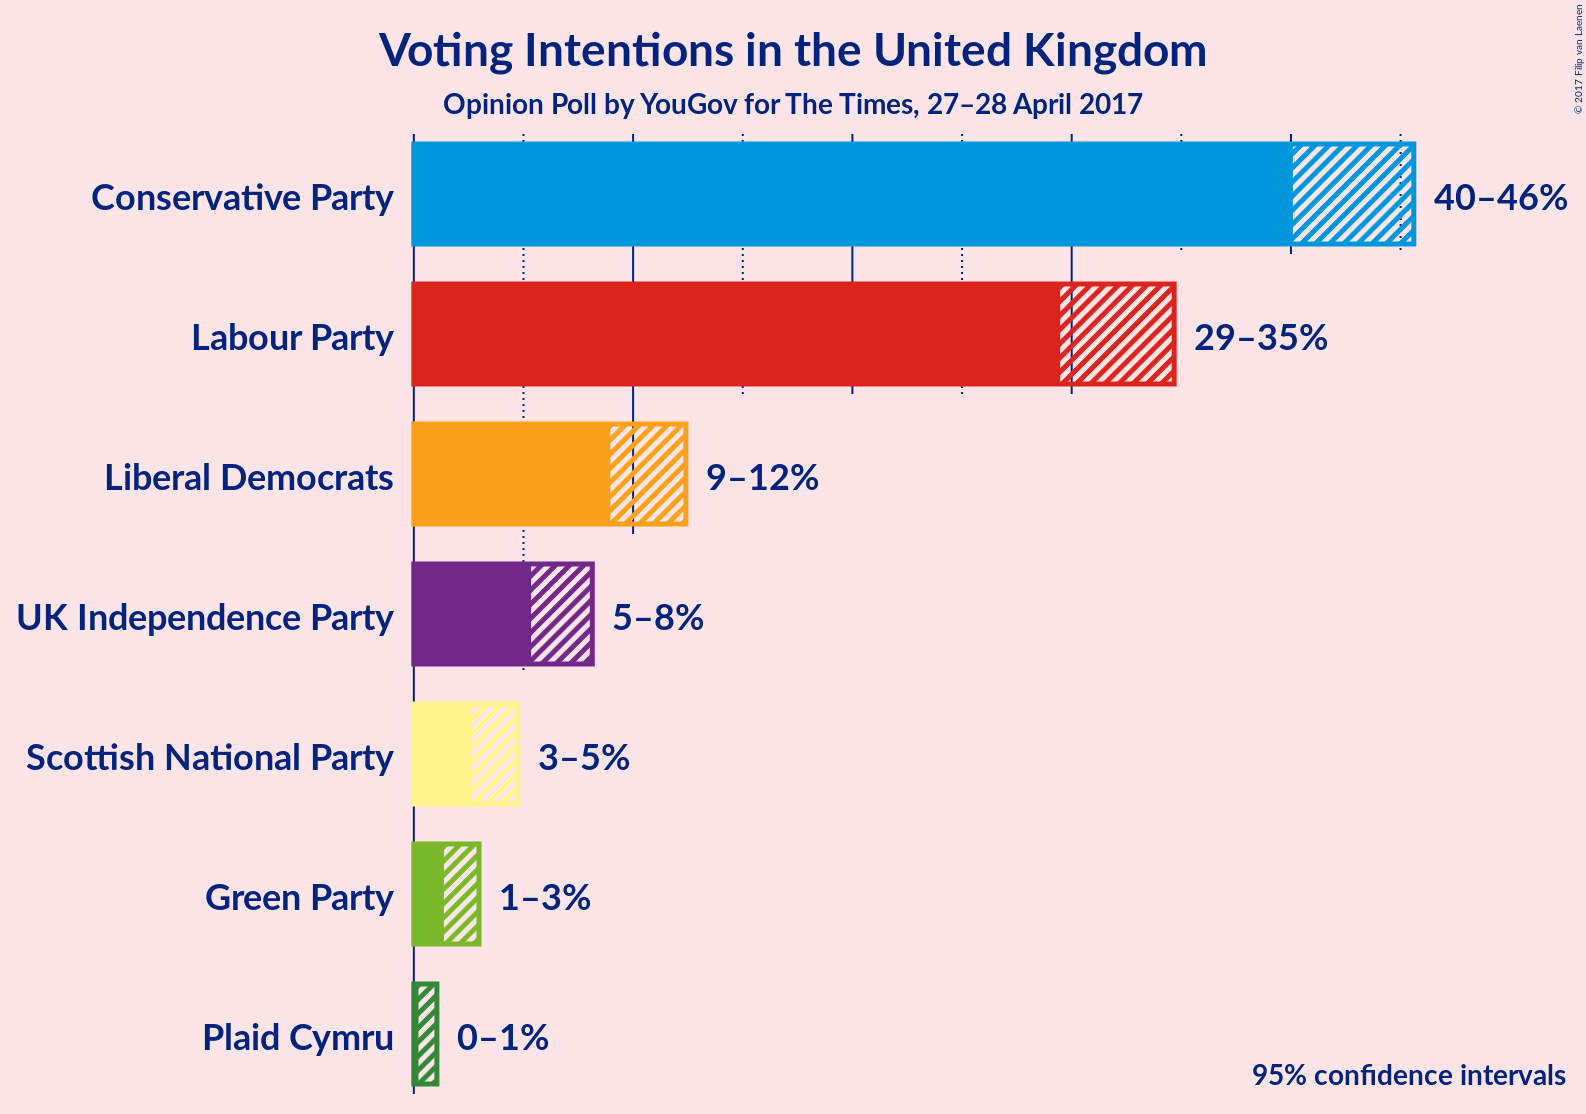 Voting Intentions in the United Kingdom
Opinion Poll by YouGov for The Times, 27–28 April 2017
© 2017 Filip van Laenen
Conservative Party
40–46%
Labour Party
29–35%
Liberal Democrats
9–12%
UK Independence Party
5–8%
Scottish National Party
3–5%
Green Party
1–3%
Plaid Cymru
0–1%
95% confidence intervals